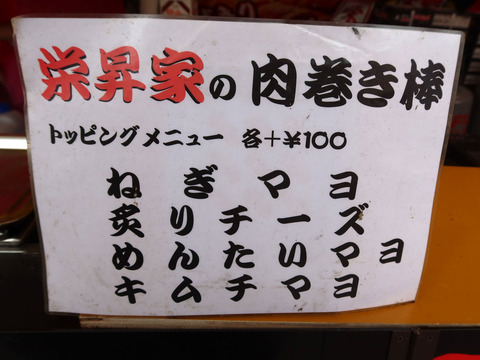 栄昇家の肉巻き棒
トッピングメニュー 各+¥100
ねぎマヨ
炙りチーズ
めんたいマヨ
キムチマヨ